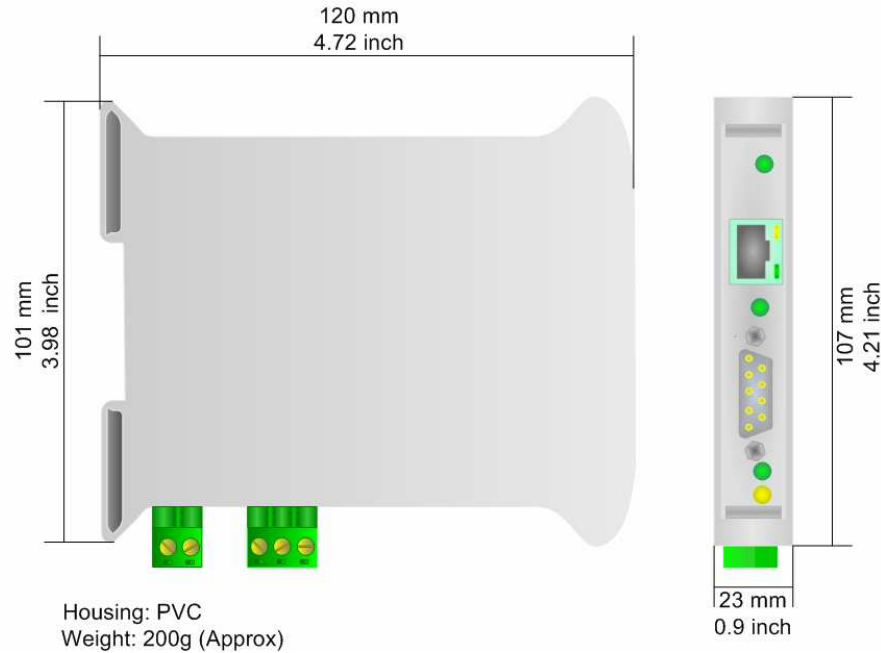 120 mm
4.72 inch
101 mm
3.98 inch
107 mm
4.21 inch
23 mm
0.9 inch
Housing: PVC
Weight: 200g (Approx)